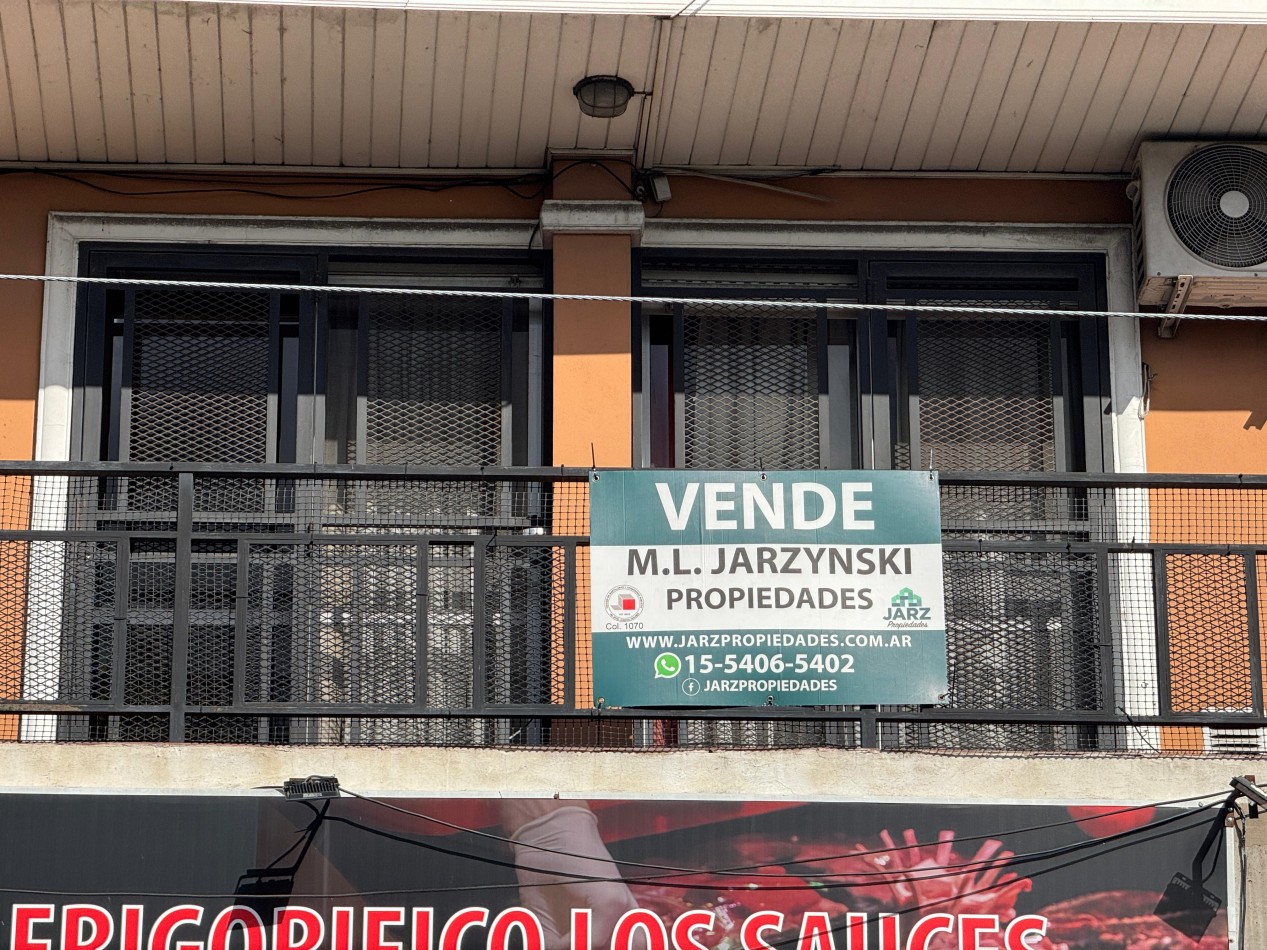 VENDE
M.L. JARZYNSKI
PROPIEDADES
Col. 1070
JARZ
Propiedades
WWW.JARZPROPIEDADES.COM.AR
15-5406-5402
JARZPROPIEDADES
FRIGORIFICO LOS SAUCES